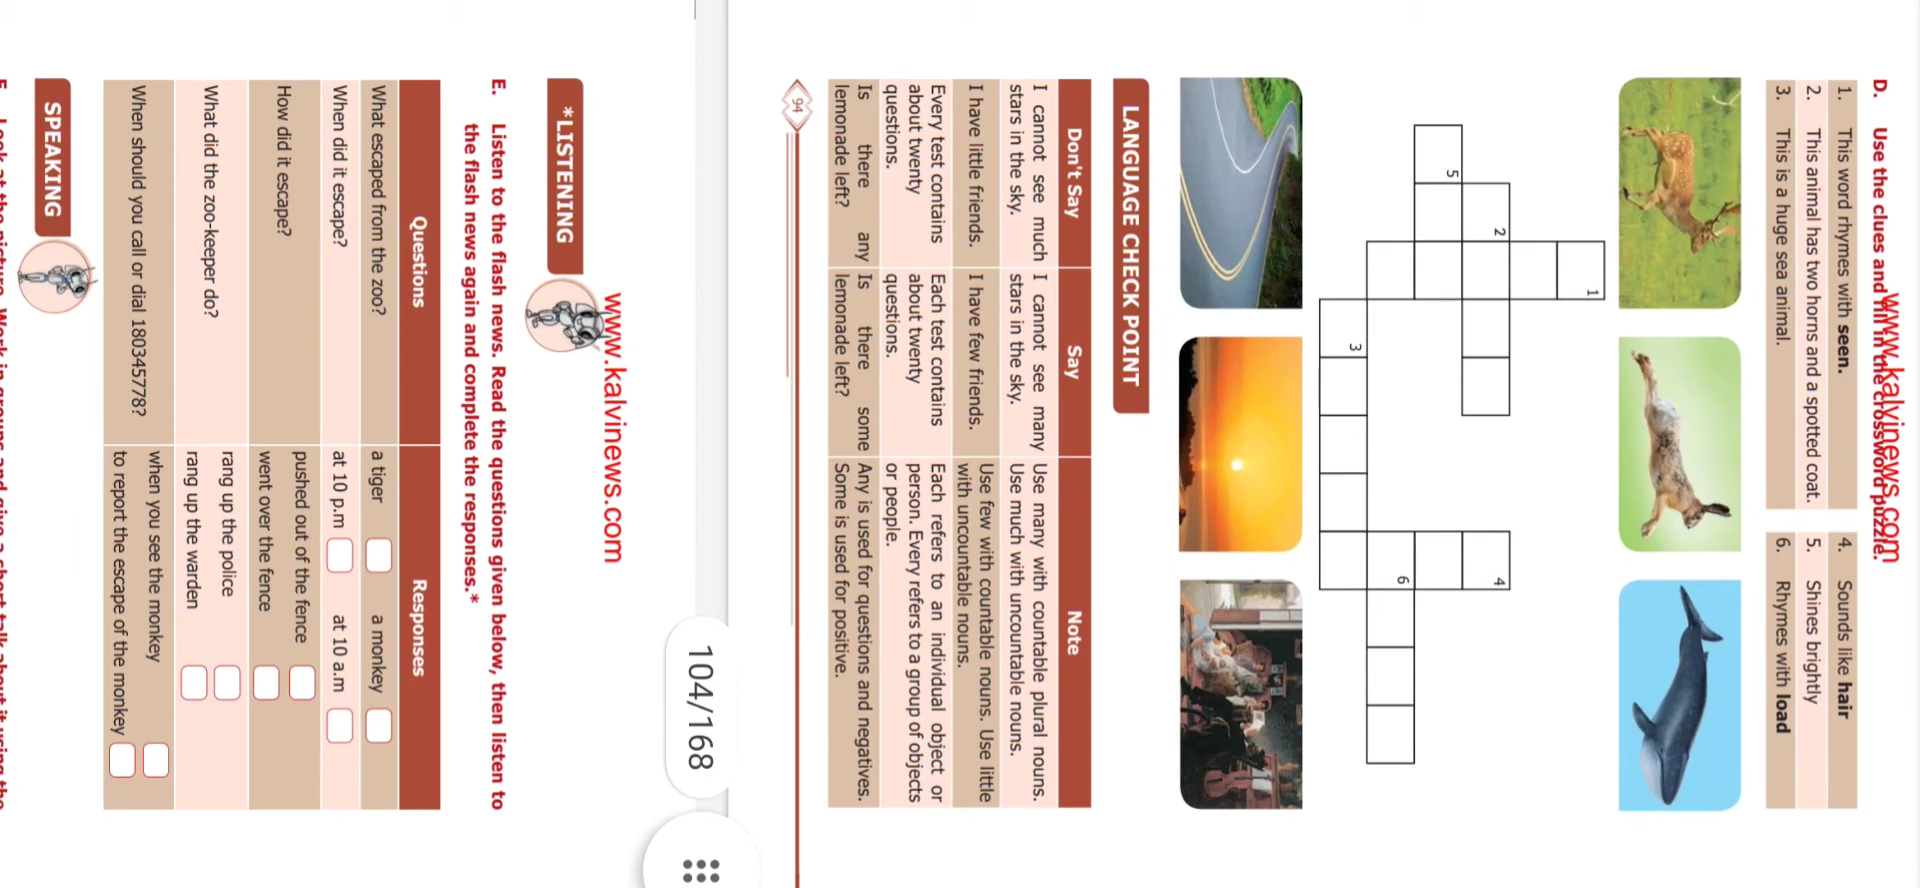 www.kalvinews.com
D. Use the clues and fill in the crossword puzzle.
1. This word rhymes with seen.
2. This animal has two horns and a spotted coat.
3. This is a huge sea animal.
4. Sounds like hair
5. Shines brightly
6. Rhymes with load
1
2
4
5
6
3
LANGUAGE CHECK POINT
Don't Say
Say
Note
I cannot see much
stars in the sky.
I cannot see many
stars in the sky.
Use many with countable plural nouns.
Use much with uncountable nouns.
I have little friends.
I have few friends.
Use few with countable nouns. Use little
with uncountable nouns.
Every test contains
about twenty
questions.
Each test contains
about twenty
questions.
Each refers to an individual object or
person. Every refers to a group of objects
or people.
Is there any
lemonade left?
Is there some
lemonade left?
Any is used for questions and negatives.
Some is used for positive.
94
104/168
www.kalvinews.com
*LISTENING
E. Listen to the flash news. Read the questions given below, then listen to
the flash news again and complete the responses.*
Questions
Responses
What escaped from the zoo?
a tiger
a monkey
When did it escape?
at 10 p.m
at 10 a.m
How did it escape?
pushed out of the fence
went over the fence
What did the zoo-keeper do?
rang up the police
rang up the warden
When should you call or dial 180345778?
when you see the monkey
to report the escape of the monkey
SPEAKING